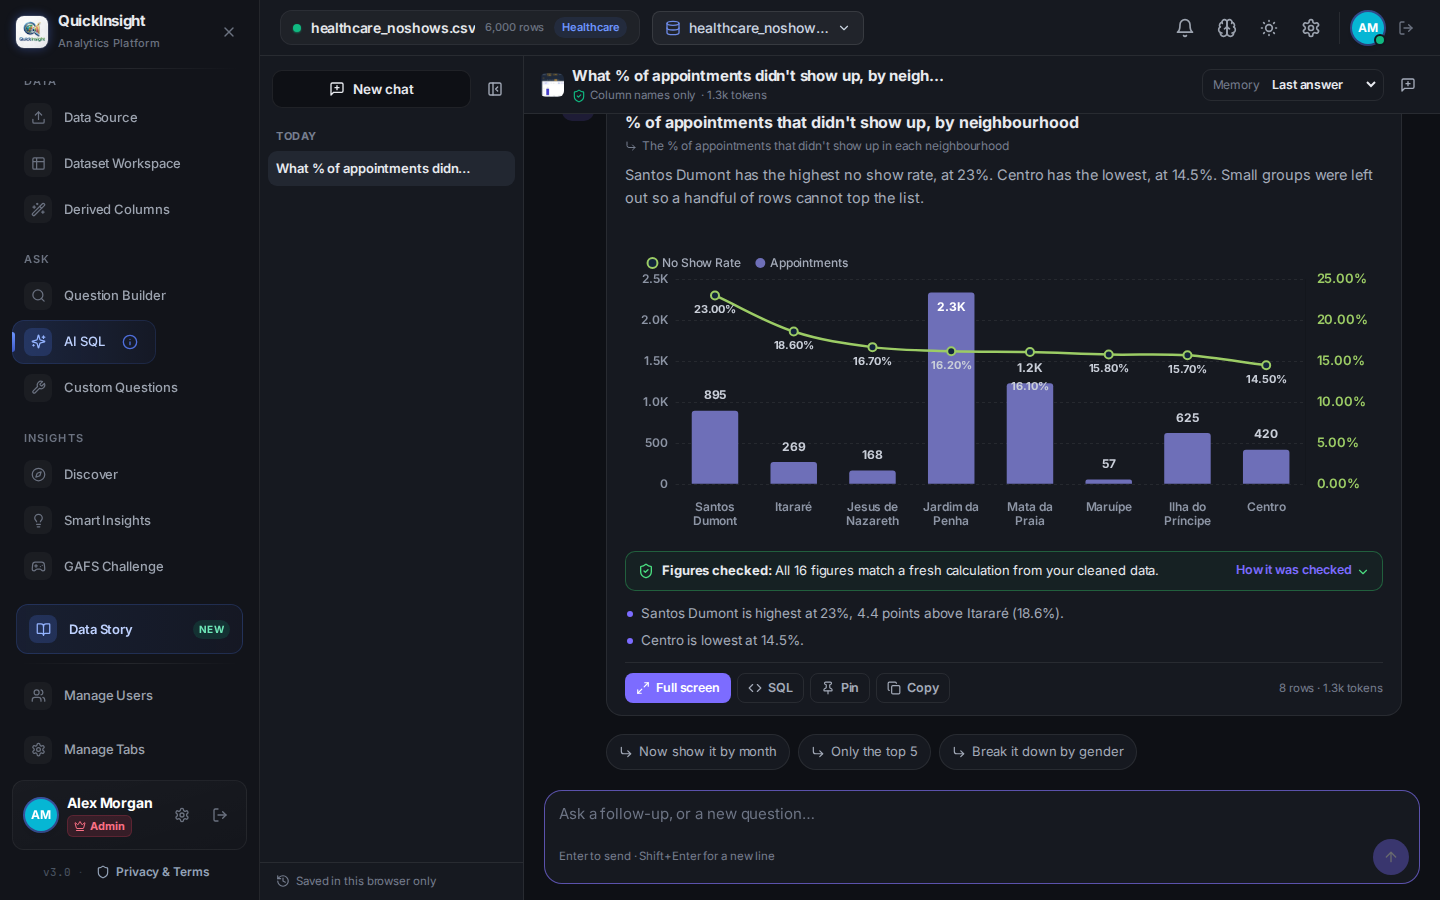 QuickInsight
Analytics Platform
DATA
Data Source
Dataset Workspace
Derived Columns
ASK
Question Builder
AI SQL
Custom Questions
INSIGHTS
Discover
Smart Insights
GAFS Challenge
Data Story NEW
Manage Users
Manage Tabs
AM Alex Morgan
Admin
v3.0 · Privacy & Terms
healthcare_noshows.csv 6,000 rows Healthcare
healthcare_noshow...
AM
New chat
TODAY
What % of appointments didn...
Saved in this browser only
What % of appointments didn't show up, by neigh...
Column names only · 1.3k tokens
Memory Last answer
% of appointments that didn't show up, by neighbourhood
The % of appointments that didn't show up in each neighbourhood
Santos Dumont has the highest no show rate, at 23%. Centro has the lowest, at 14.5%. Small groups were left
out so a handful of rows cannot top the list.
No Show Rate Appointments
2.5K
2.0K
1.5K
1.0K
500
0
25.00%
20.00%
15.00%
10.00%
5.00%
0.00%
23.00%
18.60%
16.70%
16.20%
16.10%
15.80%
15.70%
14.50%
895
269
168
2.3K
1.2K
57
625
420
Santos
Dumont
Itararé
Jesus de
Nazareth
Jardim da
Penha
Mata da
Praia
Maruípe
Ilha do
Príncipe
Centro
Figures checked: All 16 figures match a fresh calculation from your cleaned data. How it was checked
Santos Dumont is highest at 23%, 4.4 points above Itararé (18.6%).
Centro is lowest at 14.5%.
Full screen SQL Pin Copy 8 rows · 1.3k tokens
Now show it by month Only the top 5 Break it down by gender
Ask a follow-up, or a new question...
Enter to send · Shift+Enter for a new line